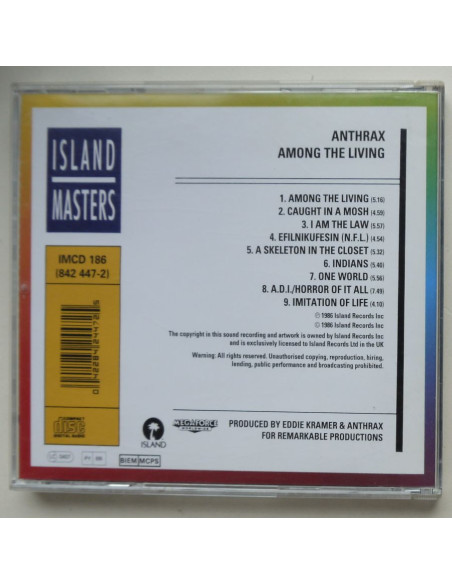 ISLAND
MASTERS
IMCD 186
(842 447-2)
COMPACT
disc
DIGITAL AUDIO
ANTHRAX
AMONG THE LIVING
1. AMONG THE LIVING (5.16)
2. CAUGHT IN A MOSH (4.59)
3. I AM THE LAW (5.57)
4. EFILNIKUFESIN (N.F.L.) (4.54)
5. A SKELETON IN THE CLOSET (5.32)
6. INDIANS (5.40)
7. ONE WORLD (5.56)
8. A.D.I./HORROR OF IT ALL (7.49)
9. IMITATION OF LIFE (4.10)
℗ 1986 Island Records Inc
© 1986 Island Records Inc
The copyright in this sound recording and artwork is owned by Island Records Inc
and is exclusively licensed to Island Records Ltd in the UK
Warning: All rights reserved. Unauthorised copying, reproduction, hiring,
lending, public performance and broadcasting prohibited.
ISLAND
MEGAFORCE
WORLDWIDE
PRODUCED BY EDDIE KRAMER & ANTHRAX
FOR REMARKABLE PRODUCTIONS
BIEM MCPS